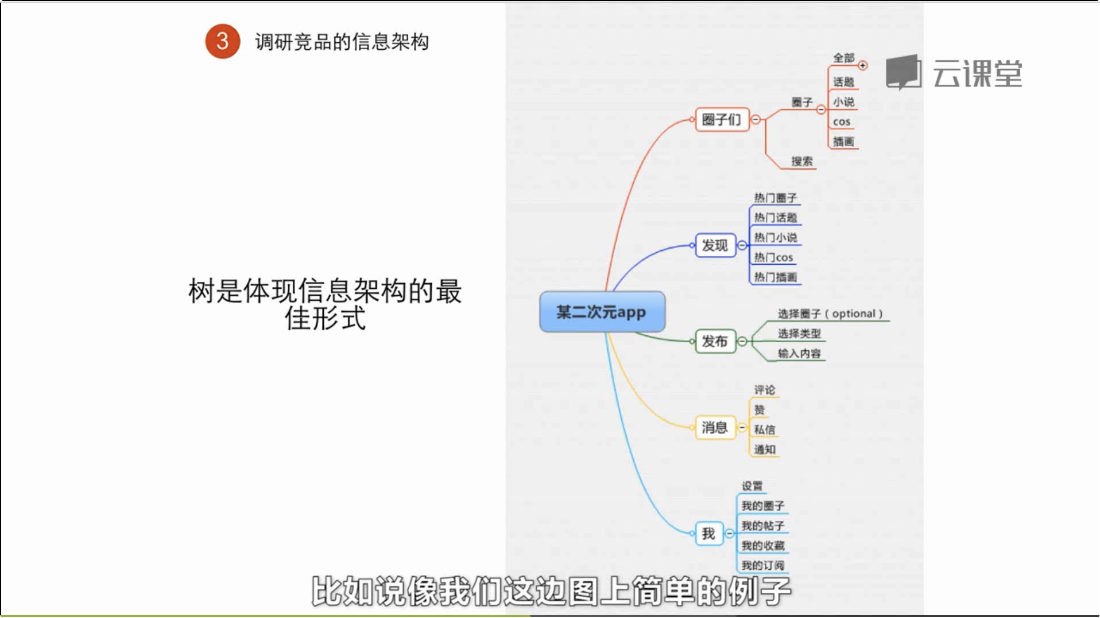 3 调研竞品的信息架构
云课堂
树是体现信息架构的最
佳形式
某二次元app
圈子们
圈子
全部
话题
小说
cos
插画
搜索
发现
热门圈子
热门话题
热门小说
热门cos
热门插画
发布
选择圈子（optional）
选择类型
输入内容
消息
评论
赞
私信
通知
我
设置
我的圈子
我的帖子
我的收藏
我的订阅
比如说像我们这边图上简单的例子